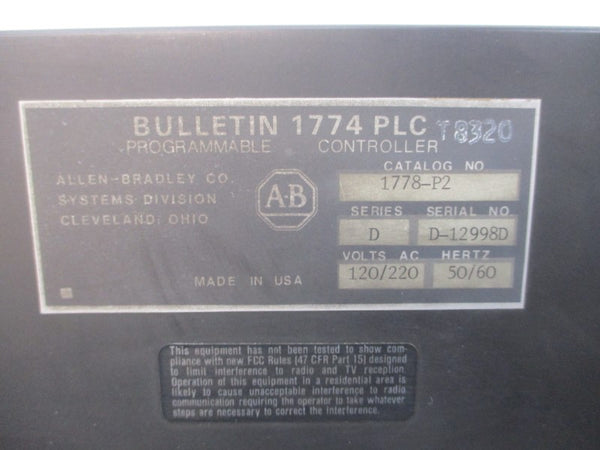 BULLETIN 1774 PLC T8320
PROGRAMMABLE CONTROLLER
ALLEN-BRADLEY CO.
SYSTEMS DIVISION
CLEVELAND, OHIO
A-B
CATALOG NO
1778-P2
SERIES SERIAL NO
D D-12998D
VOLTS AC HERTZ
120/220 50/60
MADE IN USA
This equipment has not been tested to show com-
pliance with new FCC Rules (47 CFR Part 15) designed
to limit interference to radio and TV reception.
Operation of this equipment in a residential area is
likely to cause unacceptable interference to radio
communication requiring the operator to take whatever
steps are necessary to correct the interference.